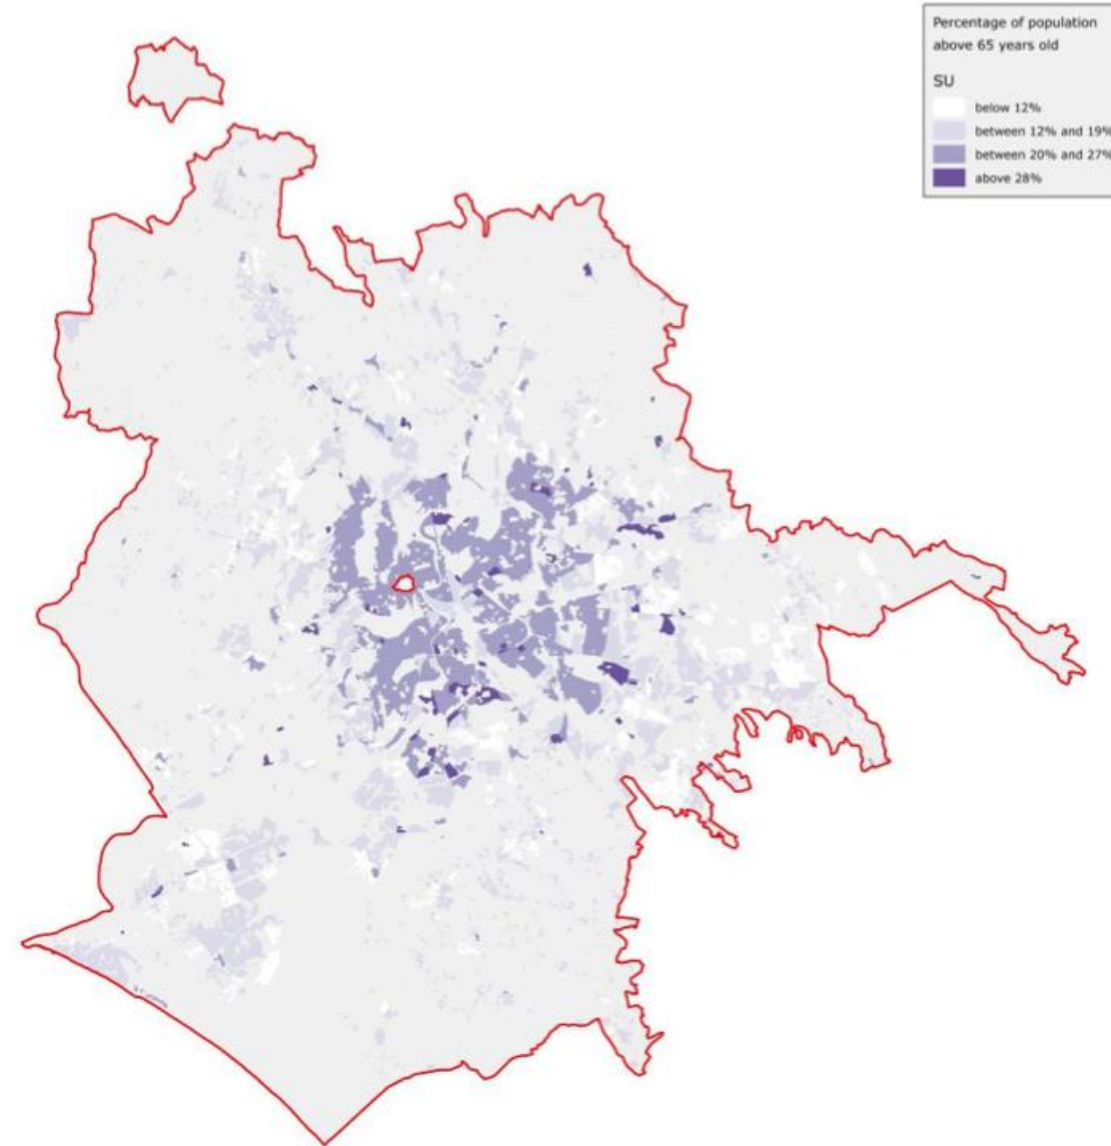 Percentage of population
above 65 years old
SU
below 12%
between 12% and 19%
between 20% and 27%
above 28%